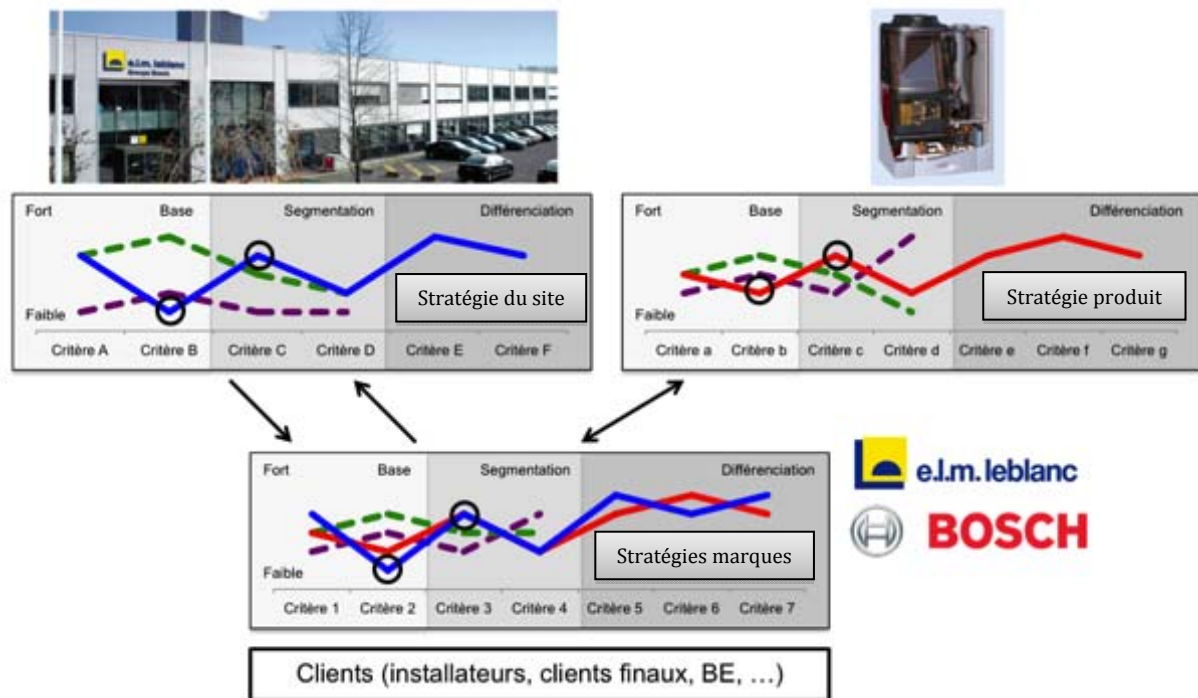 e.l.m. leblanc
Groupe Bosch
Fort Base Segmentation Différenciation
Stratégie du site
Faible
Critère A Critère B Critère C Critère D Critère E Critère F
Fort Base Segmentation Différenciation
Stratégie produit
Faible
Critère a Critère b Critère c Critère d Critère e Critère f Critère g
Fort Base Segmentation Différenciation
Stratégies marques
Faible
Critère 1 Critère 2 Critère 3 Critère 4 Critère 5 Critère 6 Critère 7
e.l.m. leblanc
BOSCH
Clients (installateurs, clients finaux, BE, …)